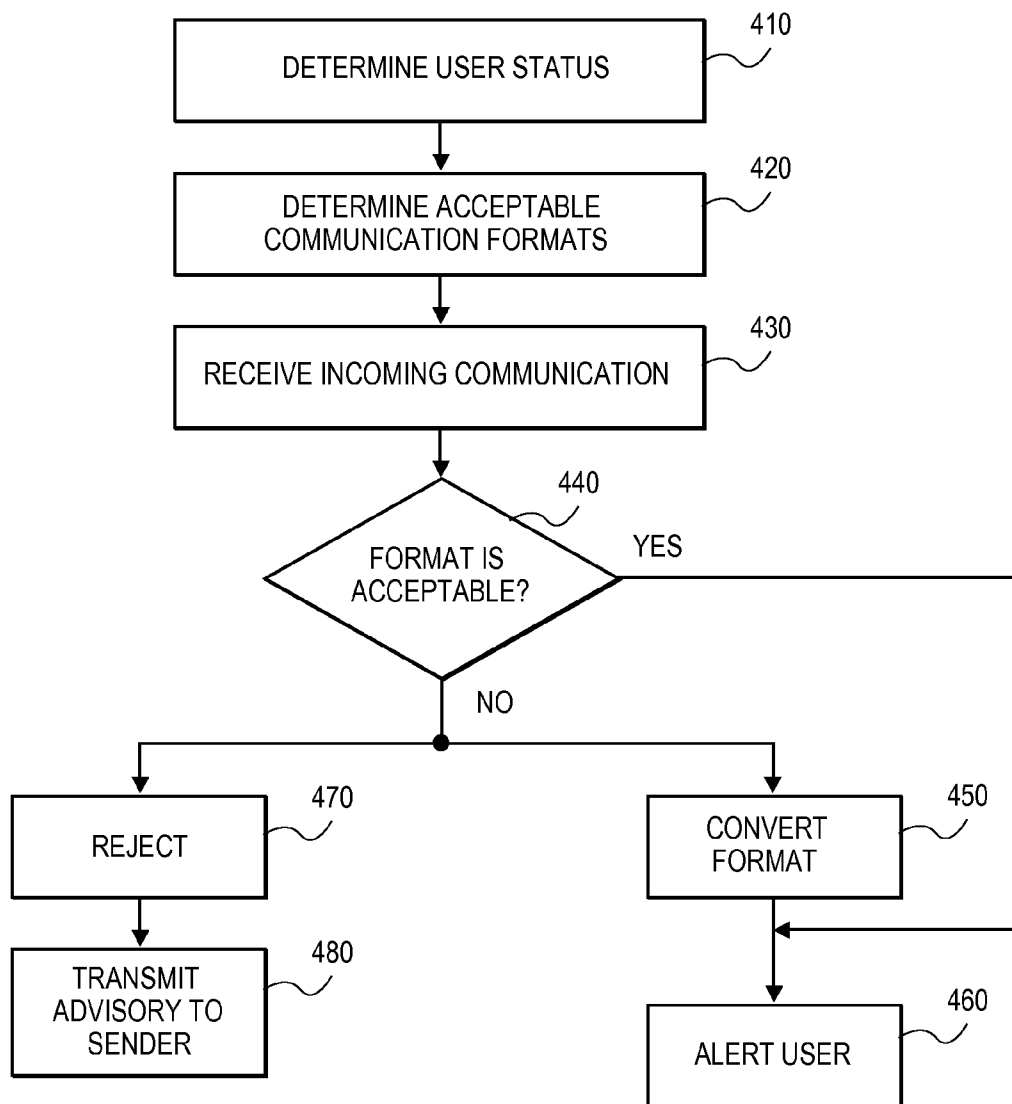 410
DETERMINE USER STATUS
420
DETERMINE ACCEPTABLE
COMMUNICATION FORMATS
430
RECEIVE INCOMING COMMUNICATION
440
FORMAT IS
ACCEPTABLE?
YES
NO
470
REJECT
450
CONVERT
FORMAT
480
TRANSMIT
ADVISORY TO
SENDER
460
ALERT USER